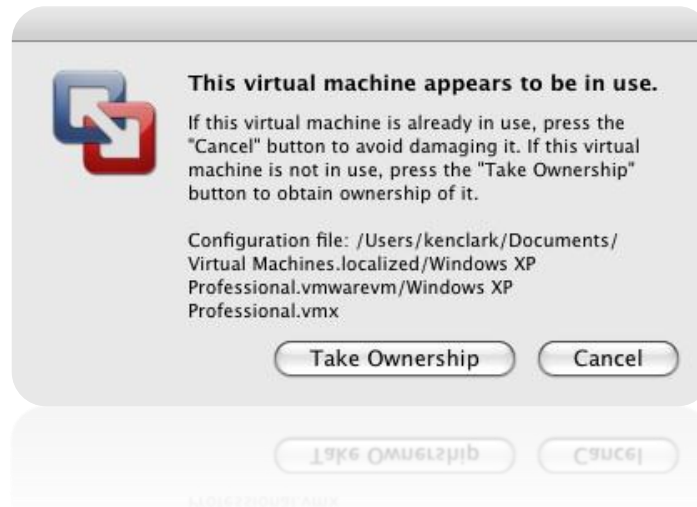 This virtual machine appears to be in use.
If this virtual machine is already in use, press the
"Cancel" button to avoid damaging it. If this virtual
machine is not in use, press the "Take Ownership"
button to obtain ownership of it.
Configuration file: /Users/kenclark/Documents/
Virtual Machines.localized/Windows XP
Professional.vmwarevm/Windows XP
Professional.vmx
Take Ownership
Cancel